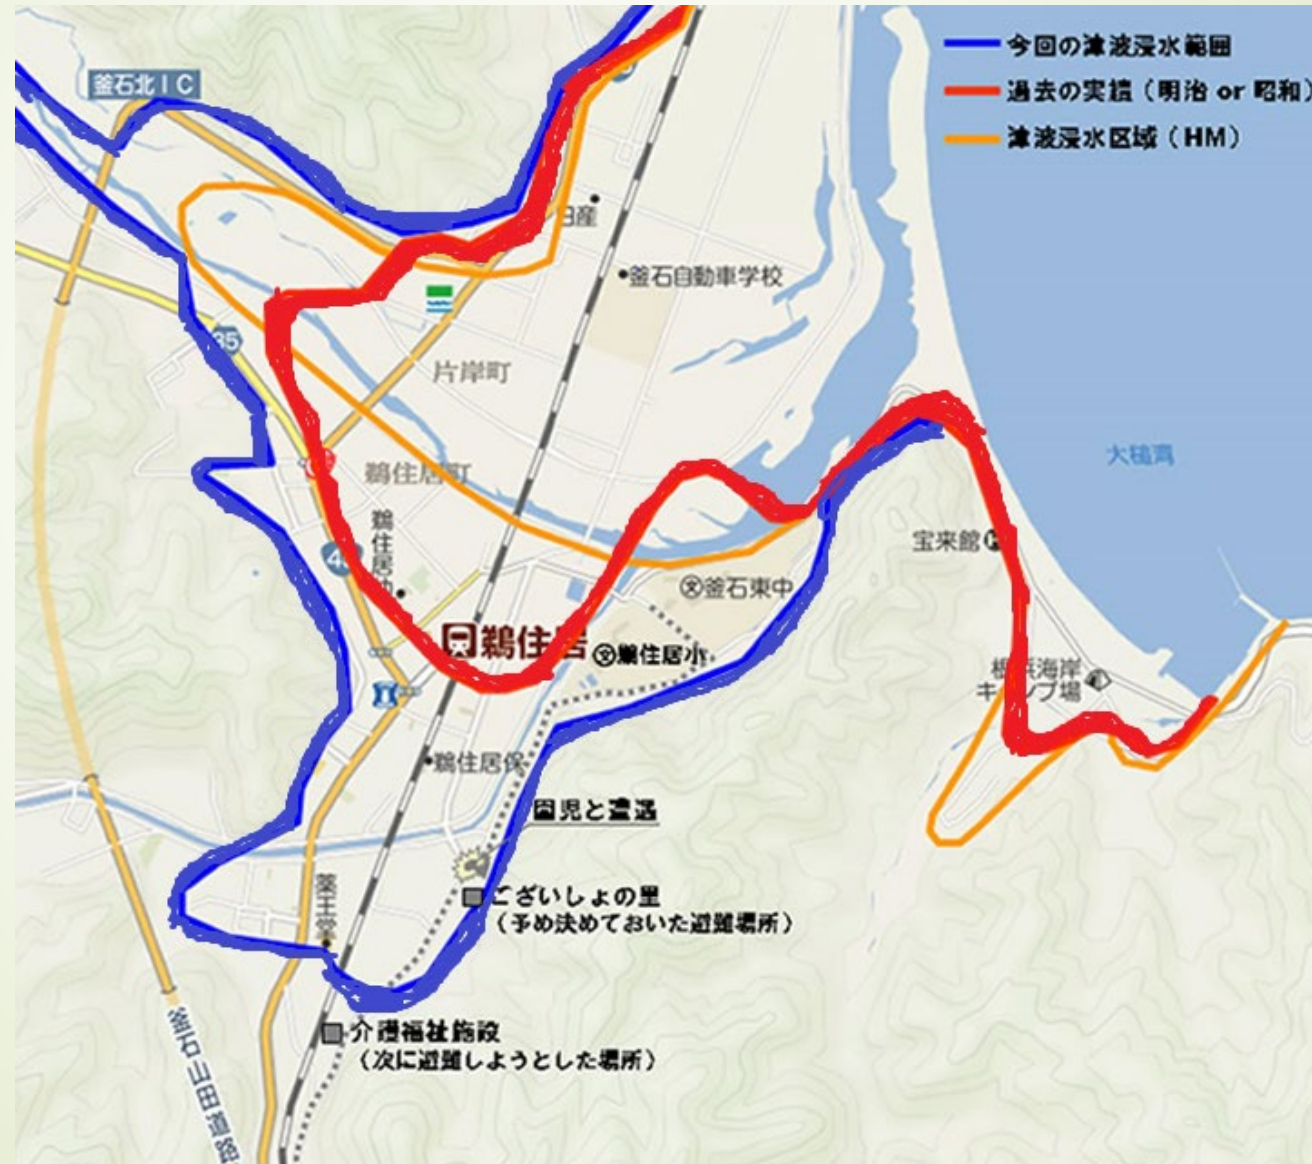 今回の津波浸水範囲
過去の実績（明治 or 昭和）
津波浸水区域（HM）
釜石北IC
日産
釜石自動車学校
35
片岸町
大槌湾
鵜住居町
宝来館
釜石東中
鵜住居
鵜住居小
根浜海岸
キャンプ場
鵜住居保
園児と遭遇
ございしょの里
（予め決めておいた避難場所）
薬王堂
介護福祉施設
（次に避難しようとした場所）
釜石山田道路